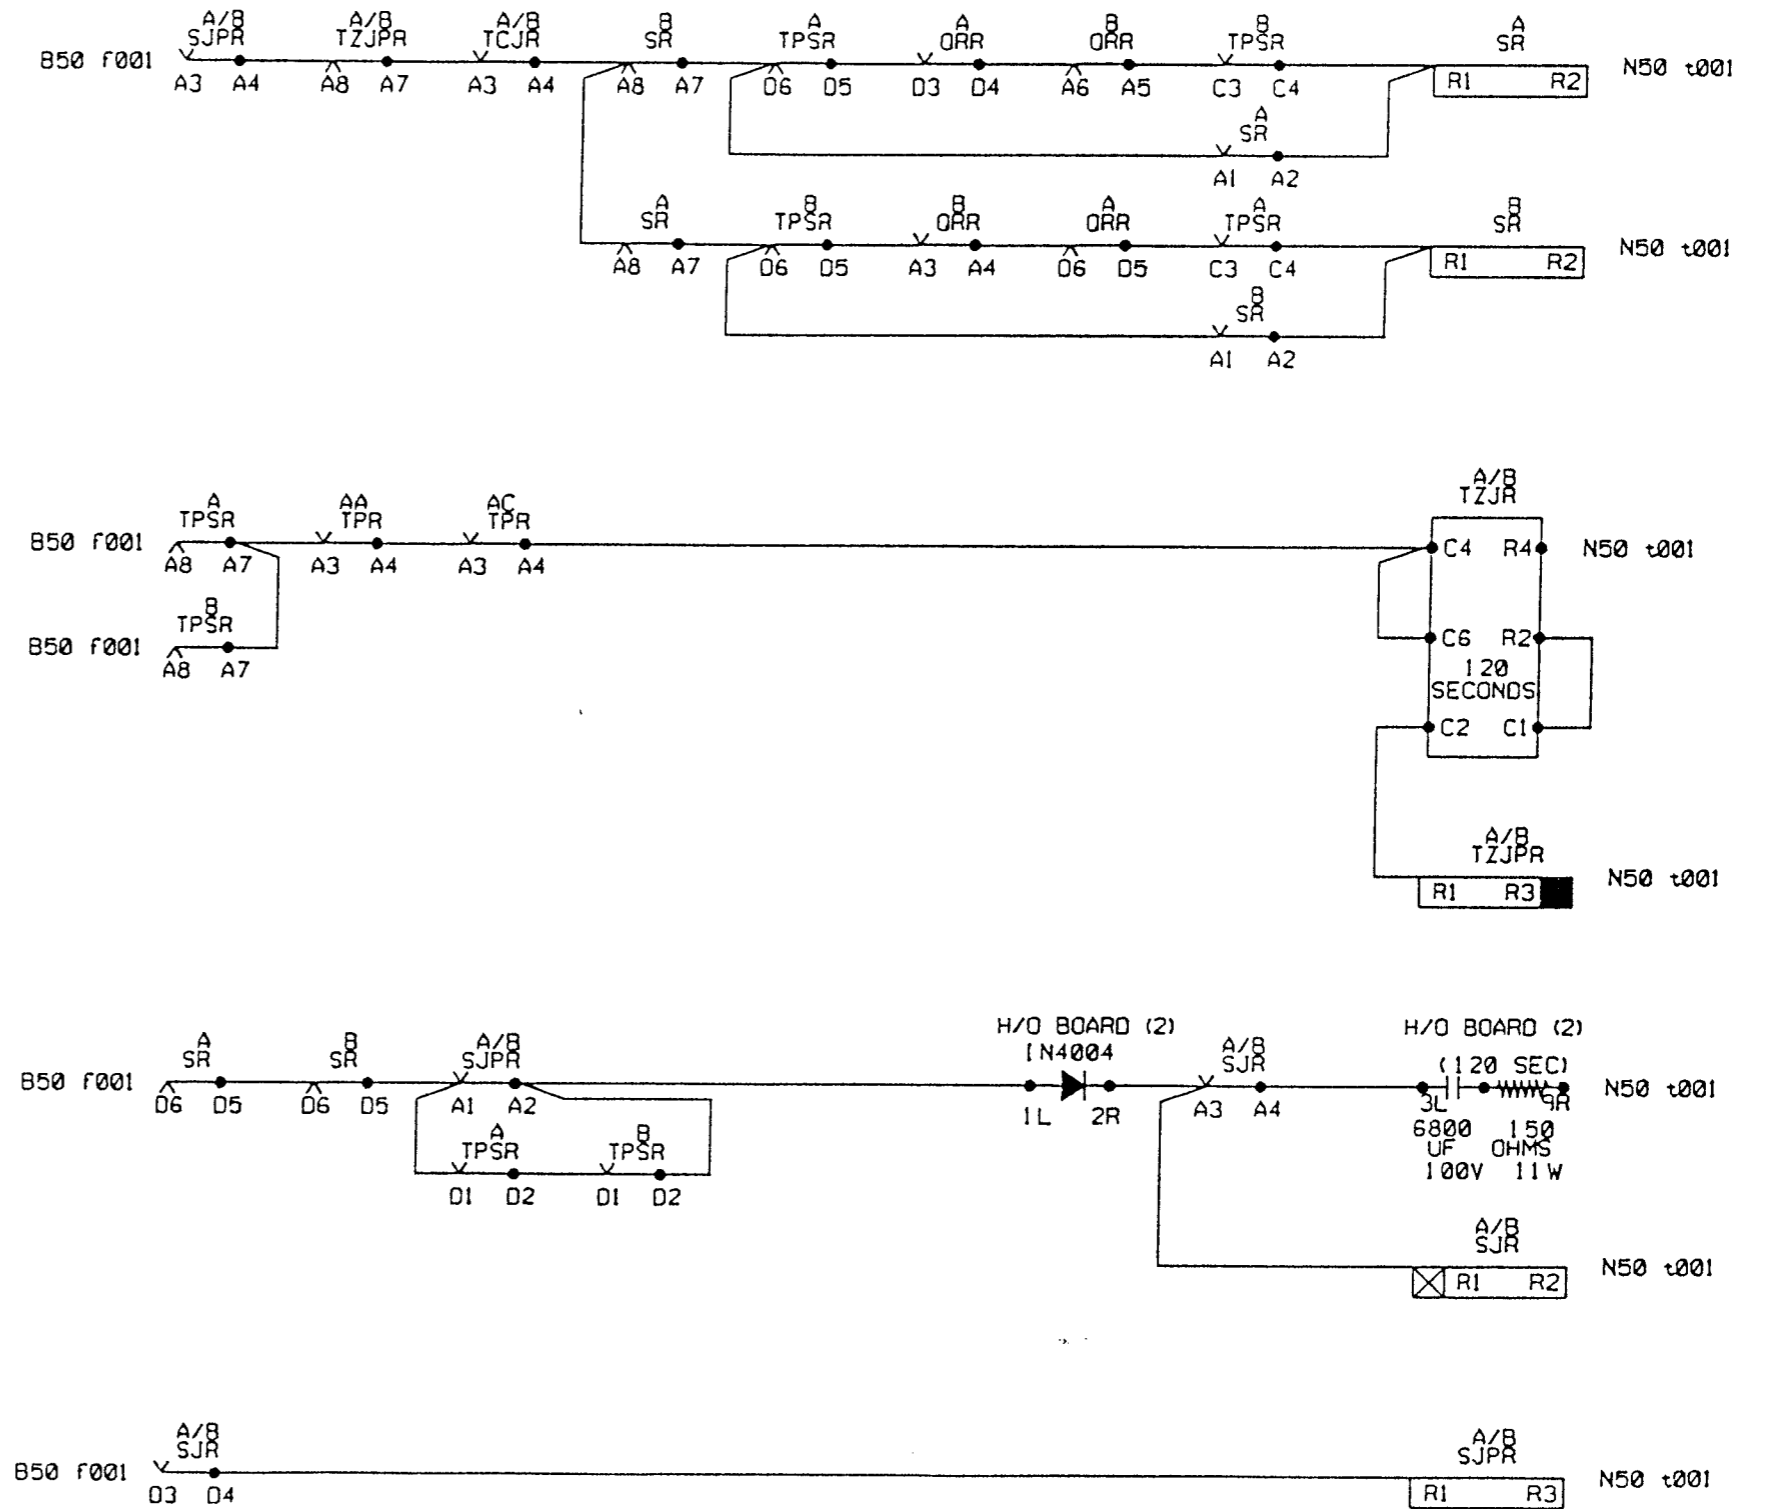 A/B A/B A/B B A A B B A
SJPR TZJPR TCJR SR TPSR ORR ORR TPSR SR
B50 f001 N50 t001
A3 A4 A8 A7 A3 A4 A8 A7 D6 D5 D3 D4 A6 A5 C3 C4 R1 R2
A
SR
A1 A2
A B B A A B
SR TPSR ORR ORR TPSR SR
N50 t001
A8 A7 D6 D5 A3 A4 D6 D5 C3 C4 R1 R2
B
SR
A1 A2
A/B
TZJR
A AA AC
TPSR TPR TPR
B50 f001 C4 R4 N50 t001
A8 A7 A3 A4 A3 A4
B
TPSR
B50 f001 C6 R2
A8 A7
120
SECONDS
C2 C1
A/B
TZJPR
N50 t001
R1 R3
H/O BOARD (2) H/O BOARD (2)
A B A/B 1N4004 A/B (120 SEC)
SR SR SJPR SJR
B50 f001 N50 t001
D6 D5 D6 D5 A1 A2 1L 2R A3 A4 3L 9R
A B 6800 150
TPSR TPSR UF OHMS
100V 11W
D1 D2 D1 D2
A/B
SJR
N50 t001
R1 R2
A/B A/B
SJR SJPR
B50 f001 N50 t001
D3 D4 R1 R3